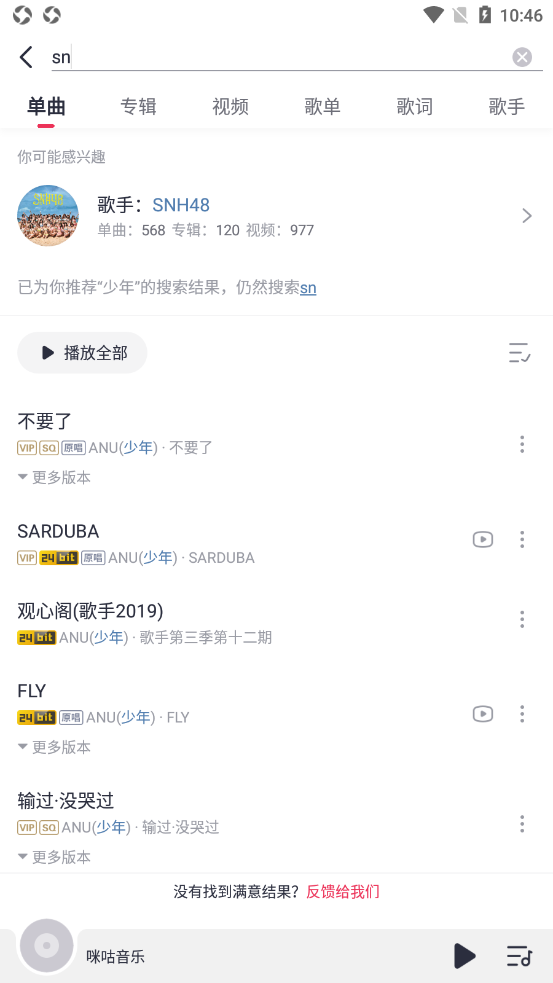 10:46
sn
单曲 专辑 视频 歌单 歌词 歌手
你可能感兴趣
SNH48
歌手：SNH48
单曲：568 专辑：120 视频：977
已为你推荐“少年”的搜索结果，仍然搜索sn
播放全部
不要了
VIP SQ 原唱 ANU(少年) · 不要了
更多版本
SARDUBA
VIP 24bit 原唱 ANU(少年) · SARDUBA
观心阁(歌手2019)
24bit ANU(少年) · 歌手第三季第十二期
FLY
24bit 原唱 ANU(少年) · FLY
更多版本
输过·没哭过
VIP SQ ANU(少年) · 输过·没哭过
更多版本
没有找到满意结果？反馈给我们
咪咕音乐